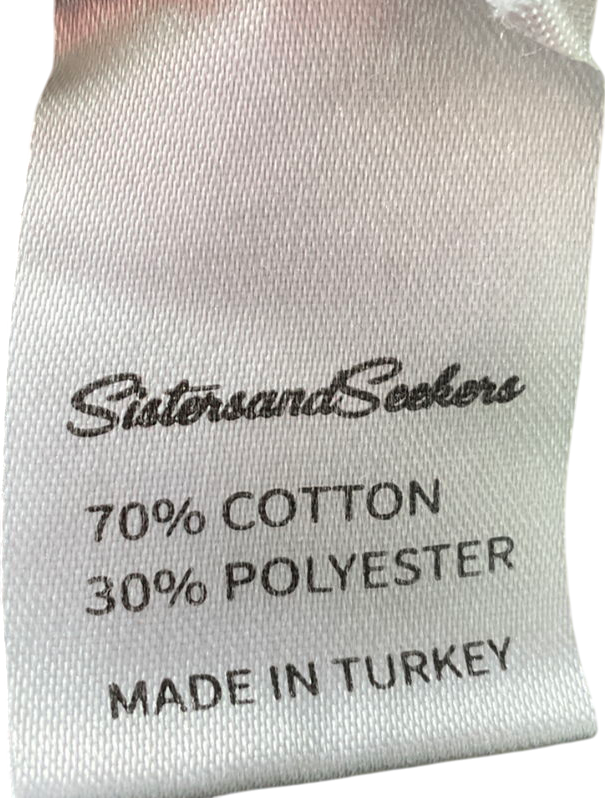 SistersandSeekers
70% COTTON
30% POLYESTER
MADE IN TURKEY